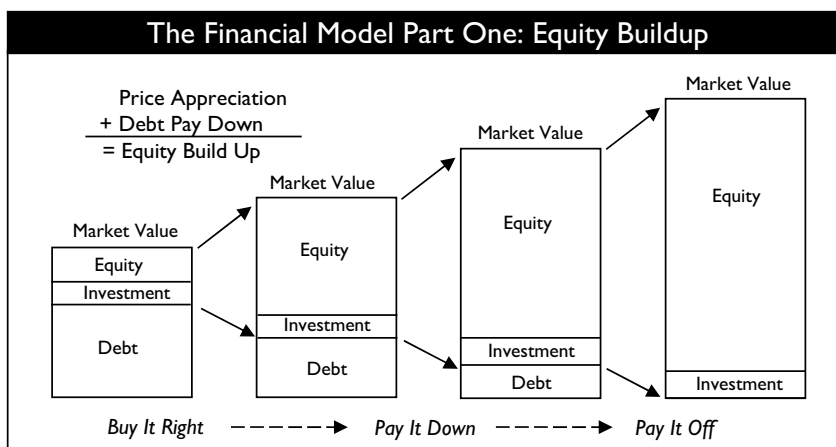 The Financial Model Part One: Equity Buildup
Price Appreciation
+ Debt Pay Down
= Equity Build Up
Market Value
Equity
Investment
Debt
Market Value
Equity
Investment
Debt
Market Value
Equity
Investment
Debt
Market Value
Equity
Investment
Buy It Right
Pay It Down
Pay It Off